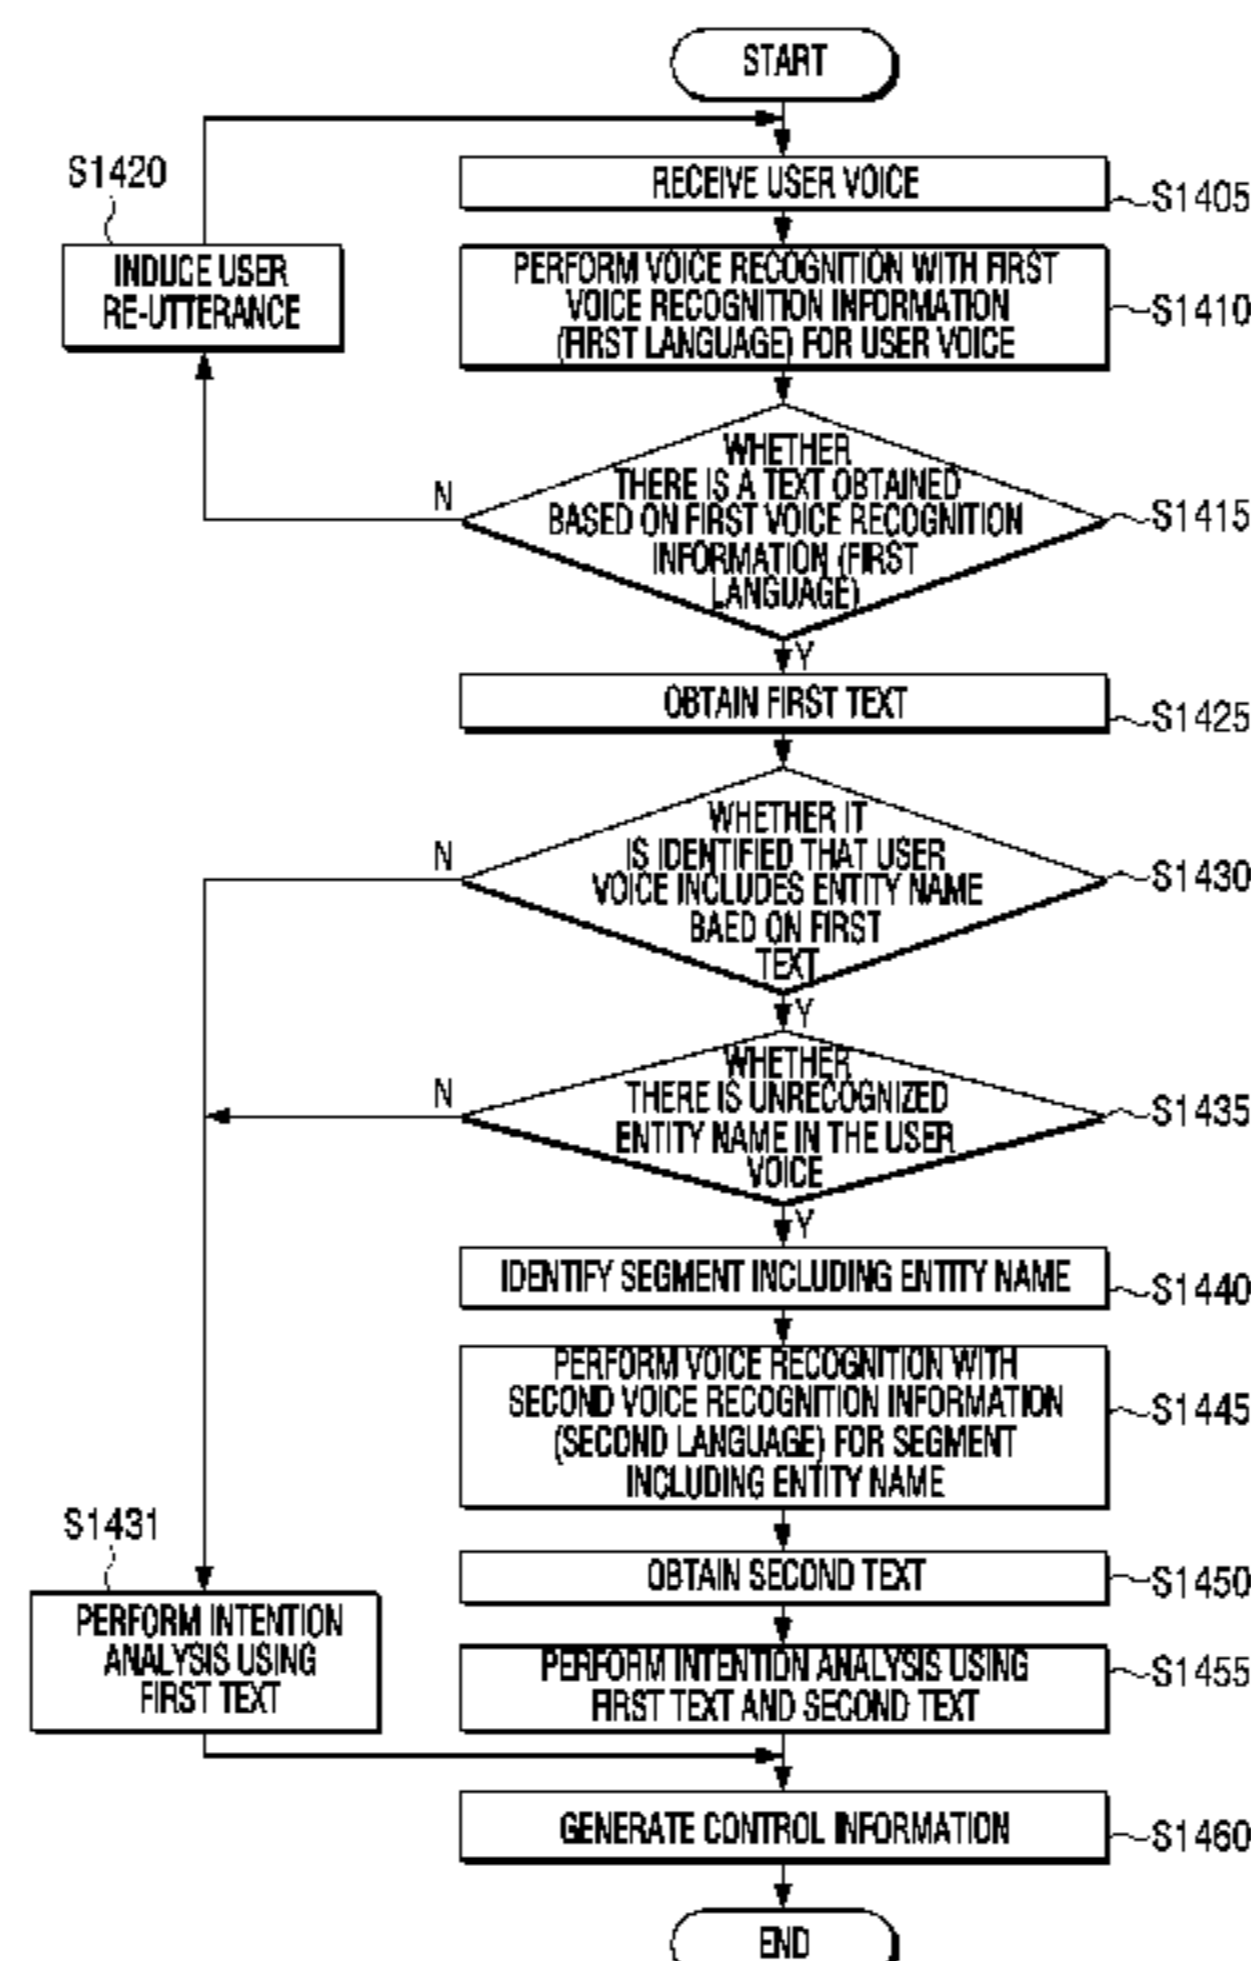 START
S1420
RECEIVE USER VOICE
S1405
INDUCE USER
RE-UTTERANCE
PERFORM VOICE RECOGNITION WITH FIRST
VOICE RECOGNITION INFORMATION
(FIRST LANGUAGE) FOR USER VOICE
S1410
WHETHER
THERE IS A TEXT OBTAINED
BASED ON FIRST VOICE RECOGNITION
INFORMATION (FIRST
LANGUAGE)
N
S1415
Y
OBTAIN FIRST TEXT
S1425
WHETHER IT
IS IDENTIFIED THAT USER
VOICE INCLUDES ENTITY NAME
BAED ON FIRST
TEXT
N
S1430
Y
WHETHER
THERE IS UNRECOGNIZED
ENTITY NAME IN THE USER
VOICE
N
S1435
Y
IDENTIFY SEGMENT INCLUDING ENTITY NAME
S1440
PERFORM VOICE RECOGNITION WITH
SECOND VOICE RECOGNITION INFORMATION
(SECOND LANGUAGE) FOR SEGMENT
INCLUDING ENTITY NAME
S1445
S1431
OBTAIN SECOND TEXT
S1450
PERFORM INTENTION
ANALYSIS USING
FIRST TEXT
PERFORM INTENTION ANALYSIS USING
FIRST TEXT AND SECOND TEXT
S1455
GENERATE CONTROL INFORMATION
S1460
END